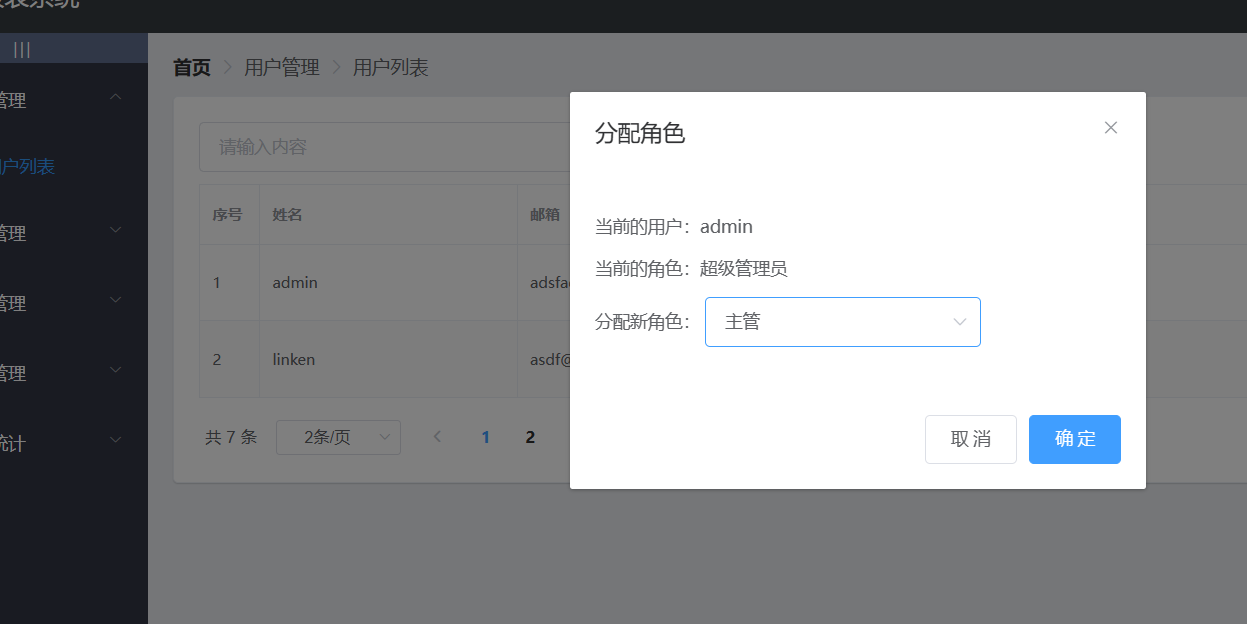 表系统
|||
首页 > 用户管理 > 用户列表
管理
户列表
管理
管理
管理
统计
请输入内容
序号 姓名 邮箱
1 admin adsfa
2 linken asdf@
共 7 条 2条/页 < 1 2
分配角色
当前的用户：admin
当前的角色：超级管理员
分配新角色： 主管
取消 确定